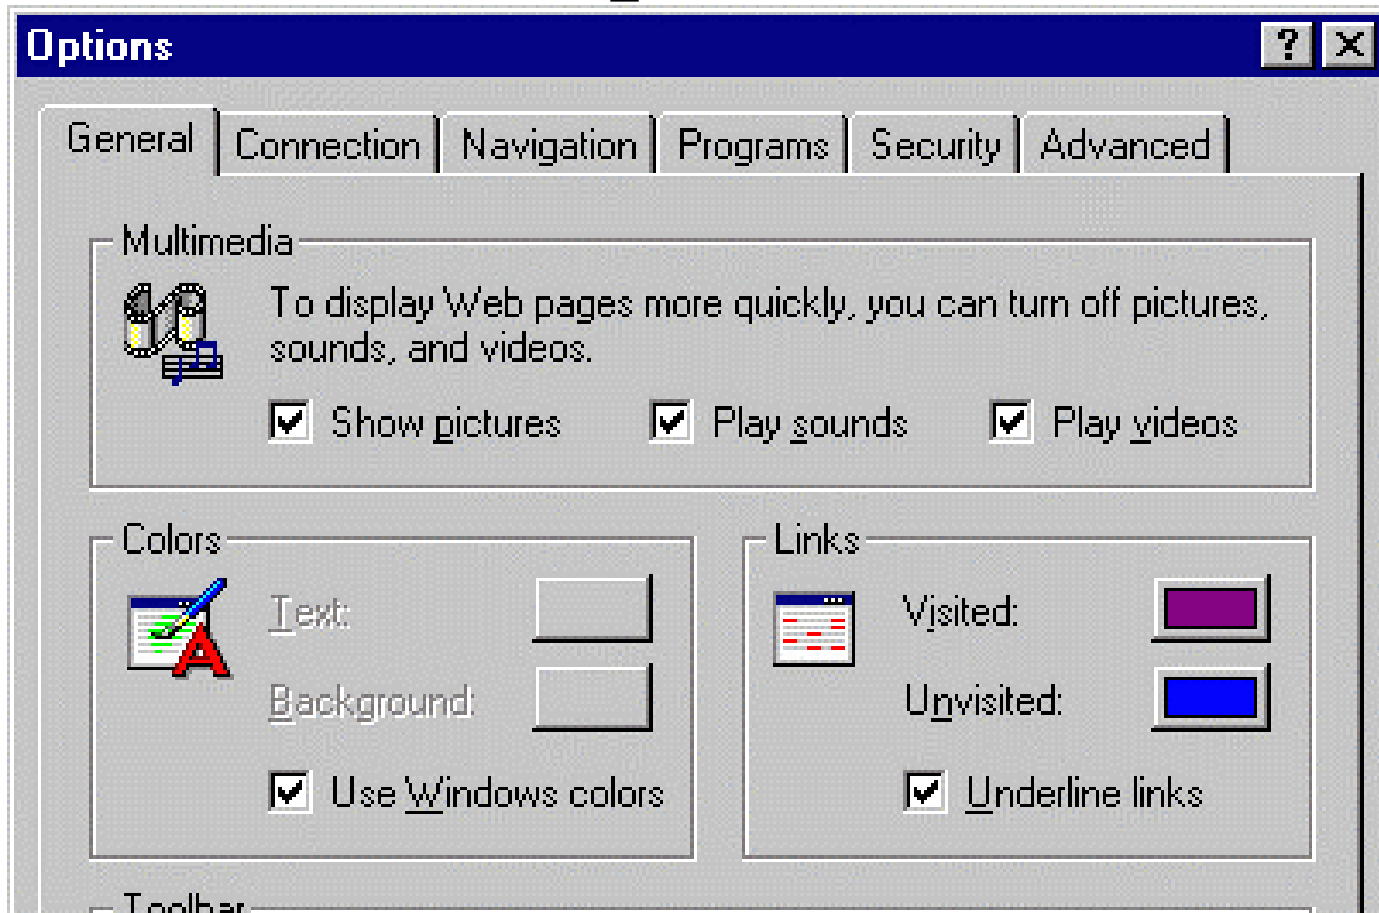 Options
General Connection Navigation Programs Security Advanced
Multimedia
To display Web pages more quickly, you can turn off pictures,
sounds, and videos.
Show pictures Play sounds Play videos
Colors Links
Text: Visited:
Background: Unvisited:
Use Windows colors Underline links
Toolbar